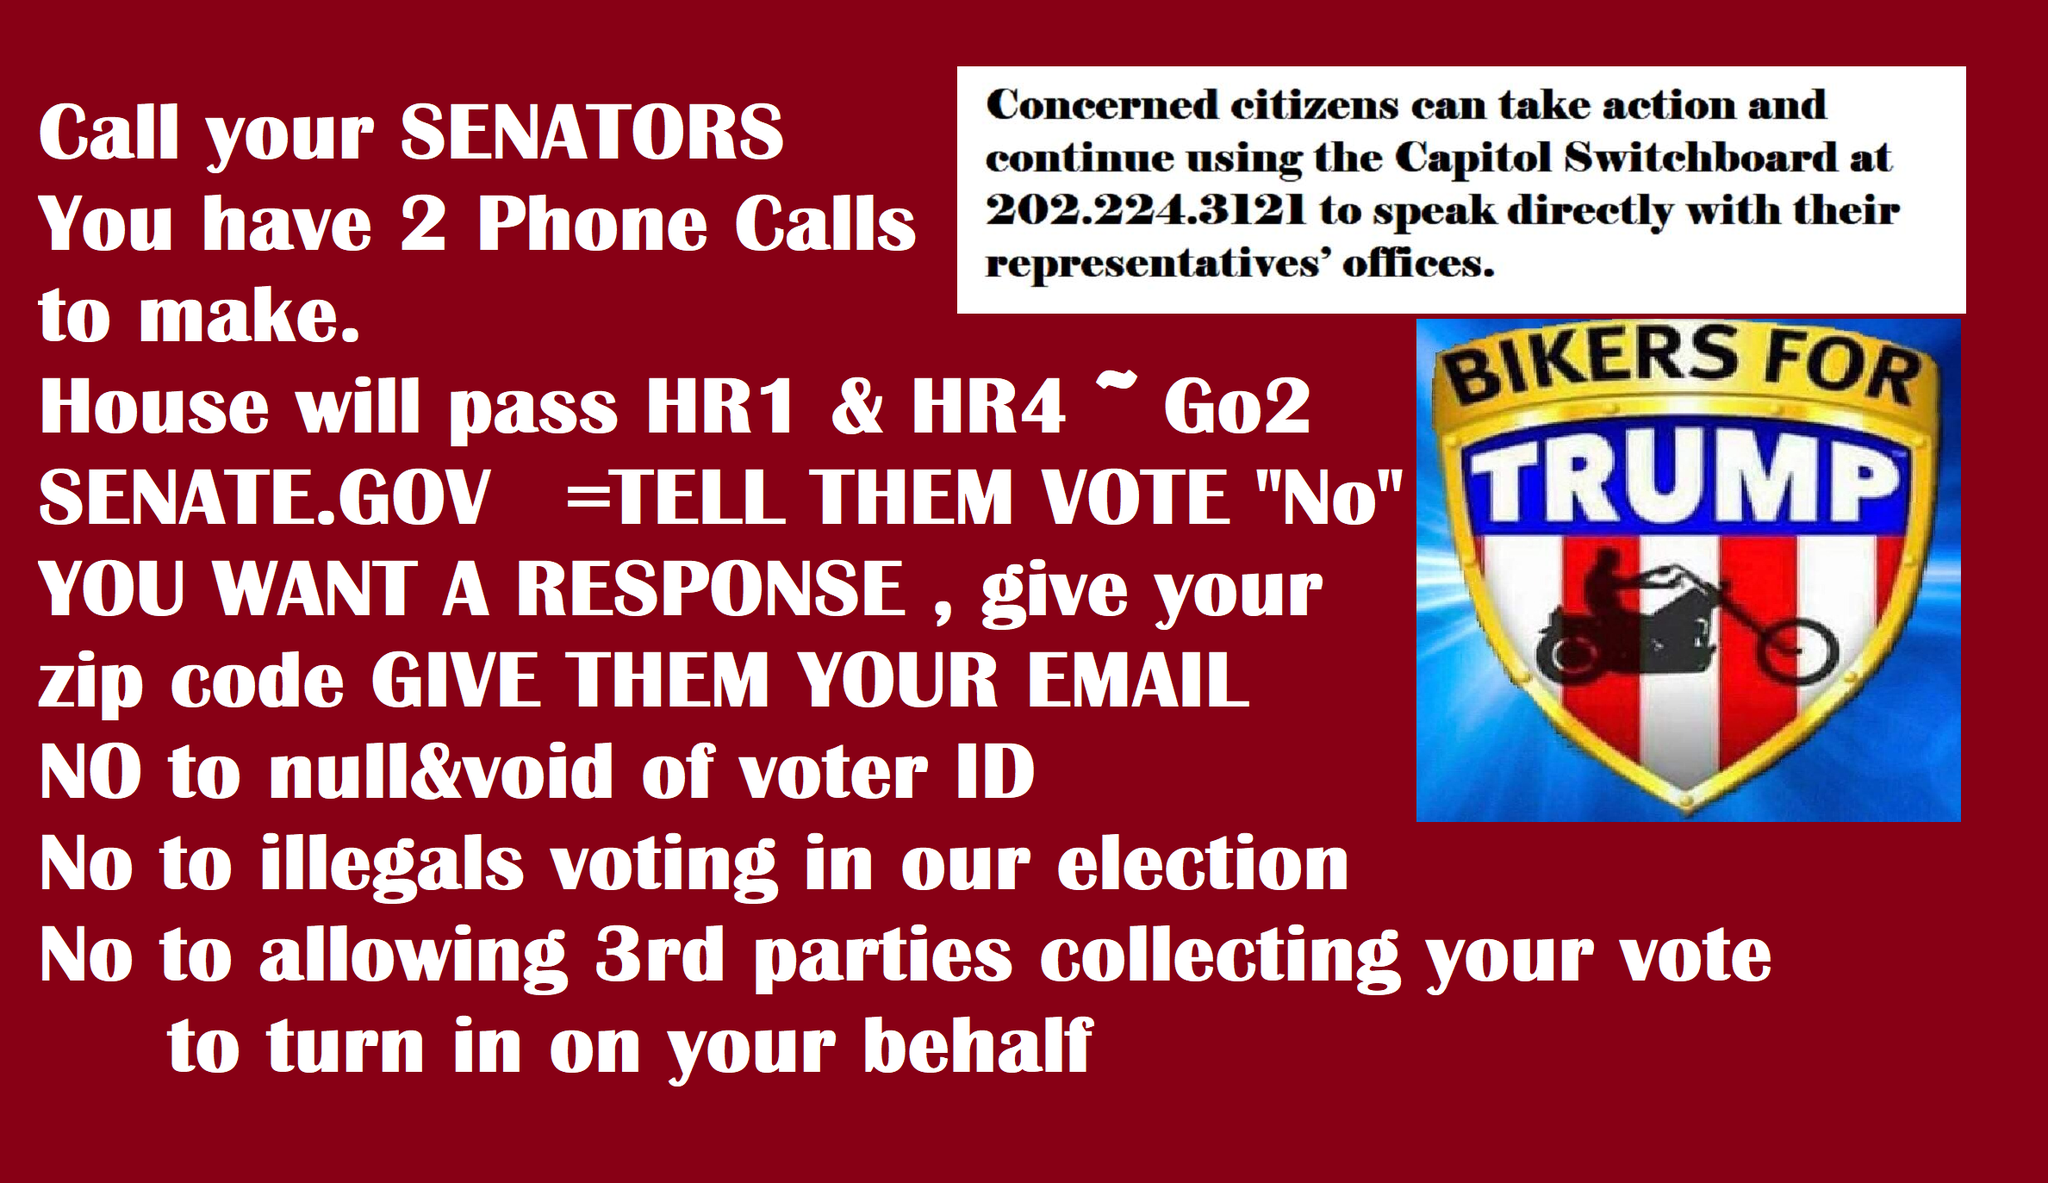 Call your SENATORS
You have 2 Phone Calls
to make.
House will pass HR1 & HR4 ~ Go2
SENATE.GOV =TELL THEM VOTE "No"
YOU WANT A RESPONSE , give your
zip code GIVE THEM YOUR EMAIL
NO to null&void of voter ID
No to illegals voting in our election
No to allowing 3rd parties collecting your vote
to turn in on your behalf
Concerned citizens can take action and
continue using the Capitol Switchboard at
202.224.3121 to speak directly with their
representatives’ offices.
BIKERS FOR
TRUMP